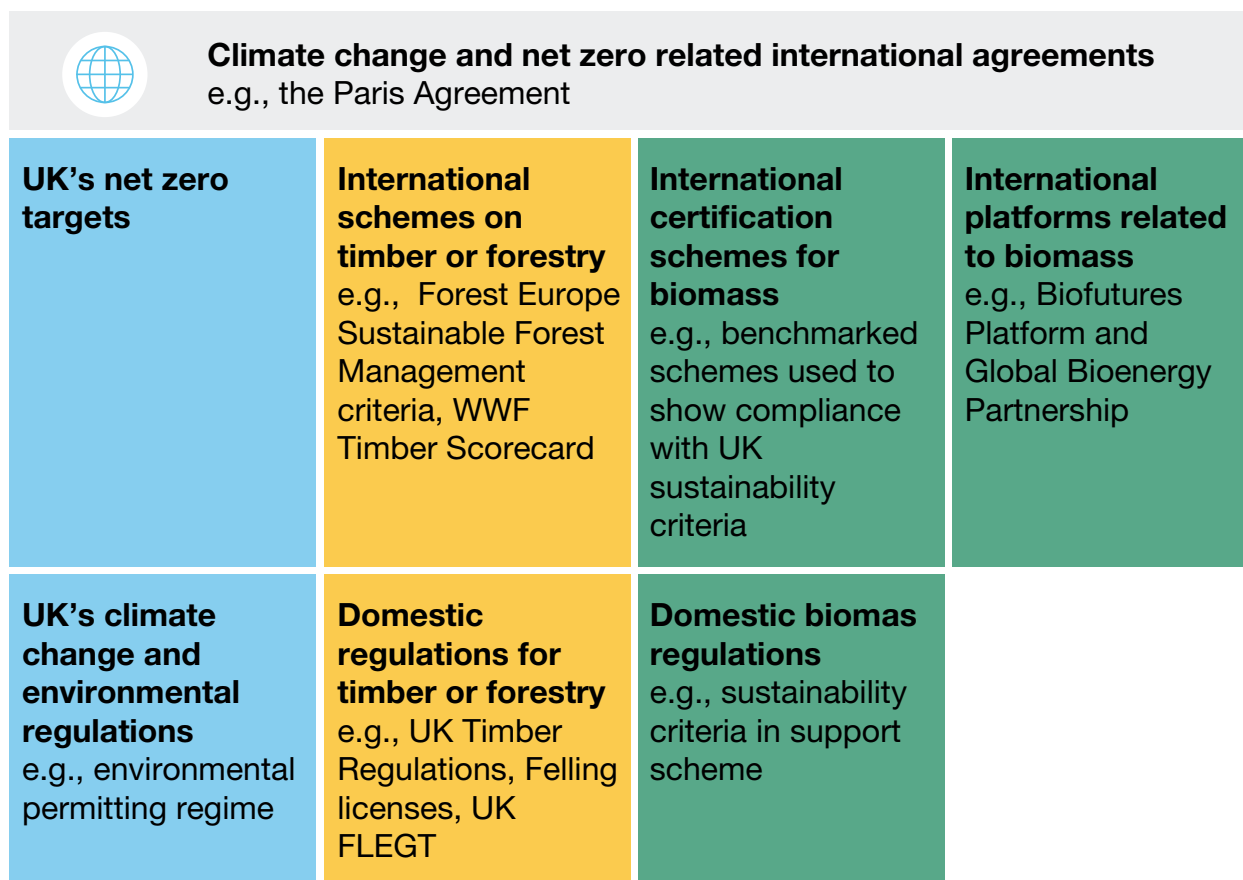 Climate change and net zero related international agreements
e.g., the Paris Agreement
UK’s net zero
targets
International
schemes on
timber or forestry
e.g.,  Forest Europe
Sustainable Forest
Management
criteria, WWF
Timber Scorecard
International
certification
schemes for
biomass
e.g., benchmarked
schemes used to
show compliance
with UK
sustainability
criteria
International
platforms related
to biomass
e.g., Biofutures
Platform and
Global Bioenergy
Partnership
UK’s climate
change and
environmental
regulations
e.g., environmental
permitting regime
Domestic
regulations for
timber or forestry
e.g., UK Timber
Regulations, Felling
licenses, UK
FLEGT
Domestic biomas
regulations
e.g., sustainability
criteria in support
scheme